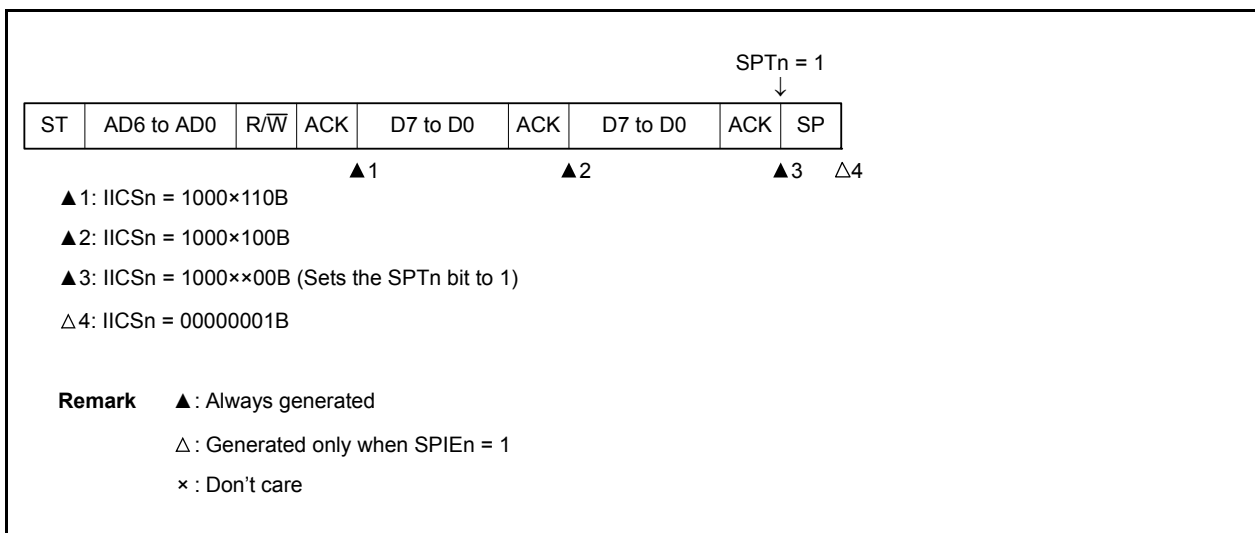 SPTn = 1
↓
ST AD6 to AD0 R/W̅ ACK D7 to D0 ACK D7 to D0 ACK SP
▲1 ▲2 ▲3 △4
▲1: IICSn = 1000×110B
▲2: IICSn = 1000×100B
▲3: IICSn = 1000××00B (Sets the SPTn bit to 1)
△4: IICSn = 00000001B
Remark ▲: Always generated
△: Generated only when SPIEn = 1
×: Don't care